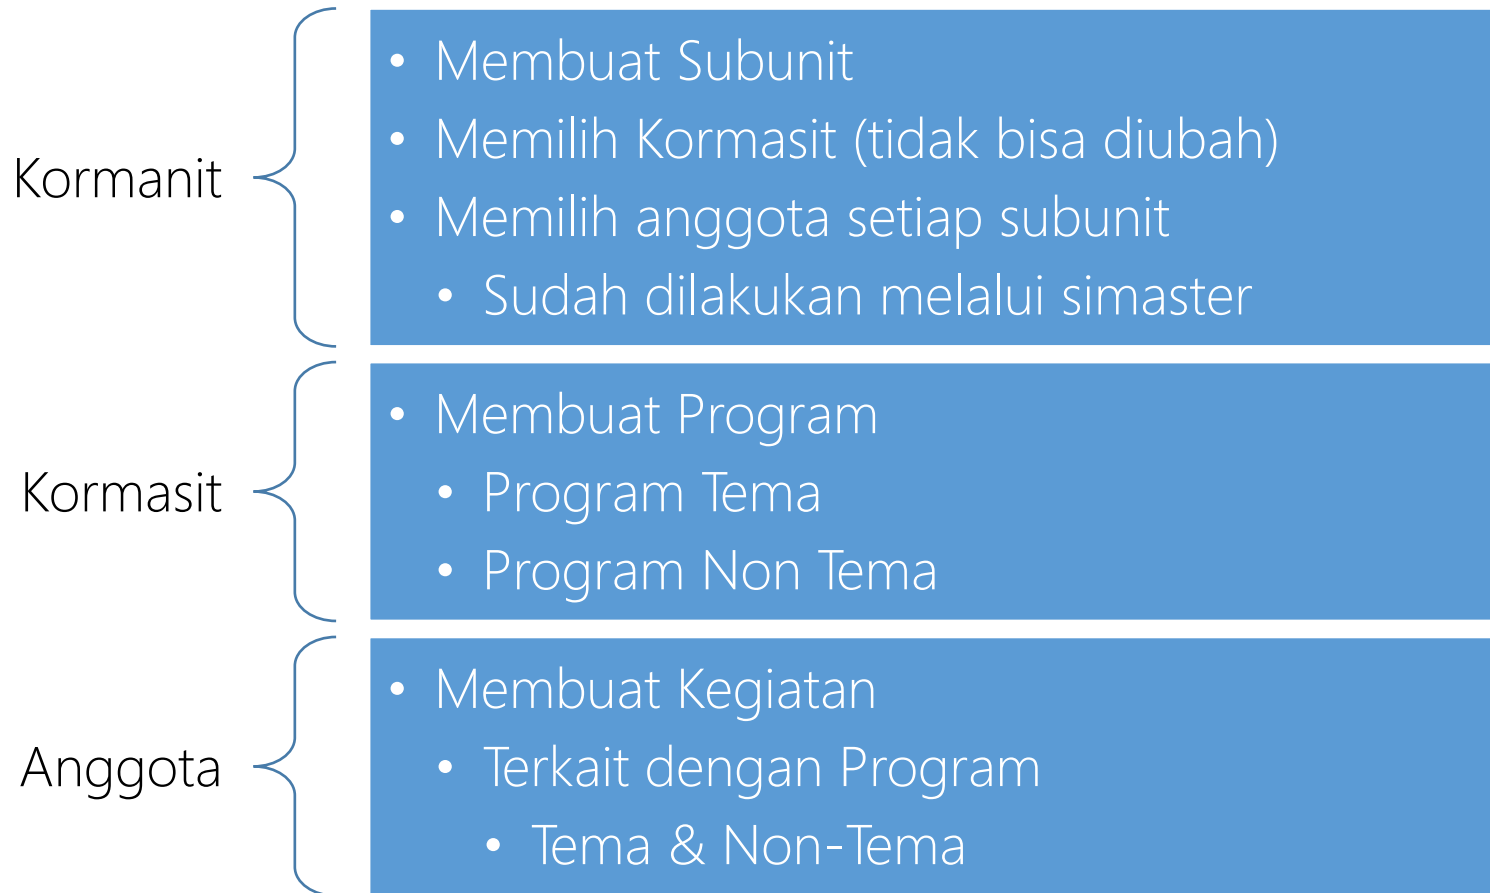 Kormanit
• Membuat Subunit
• Memilih Kormasit (tidak bisa diubah)
• Memilih anggota setiap subunit
• Sudah dilakukan melalui simaster
Kormasit
• Membuat Program
• Program Tema
• Program Non Tema
Anggota
• Membuat Kegiatan
• Terkait dengan Program
• Tema & Non-Tema